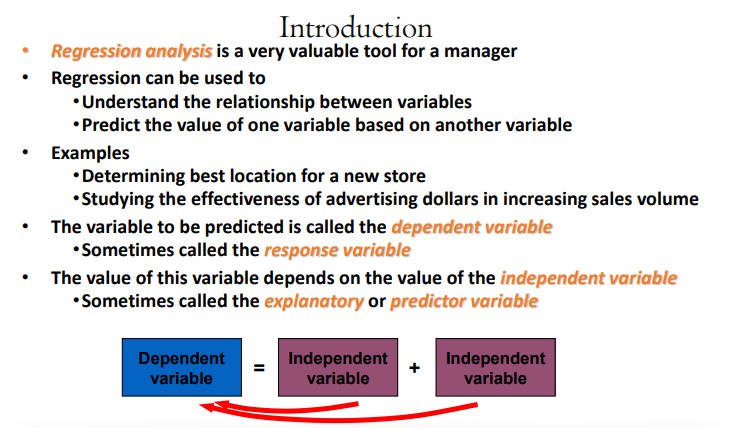 Introduction
• Regression analysis is a very valuable tool for a manager
• Regression can be used to
•Understand the relationship between variables
•Predict the value of one variable based on another variable
• Examples
•Determining best location for a new store
•Studying the effectiveness of advertising dollars in increasing sales volume
• The variable to be predicted is called the dependent variable
•Sometimes called the response variable
• The value of this variable depends on the value of the independent variable
•Sometimes called the explanatory or predictor variable
Dependent variable = Independent variable + Independent variable